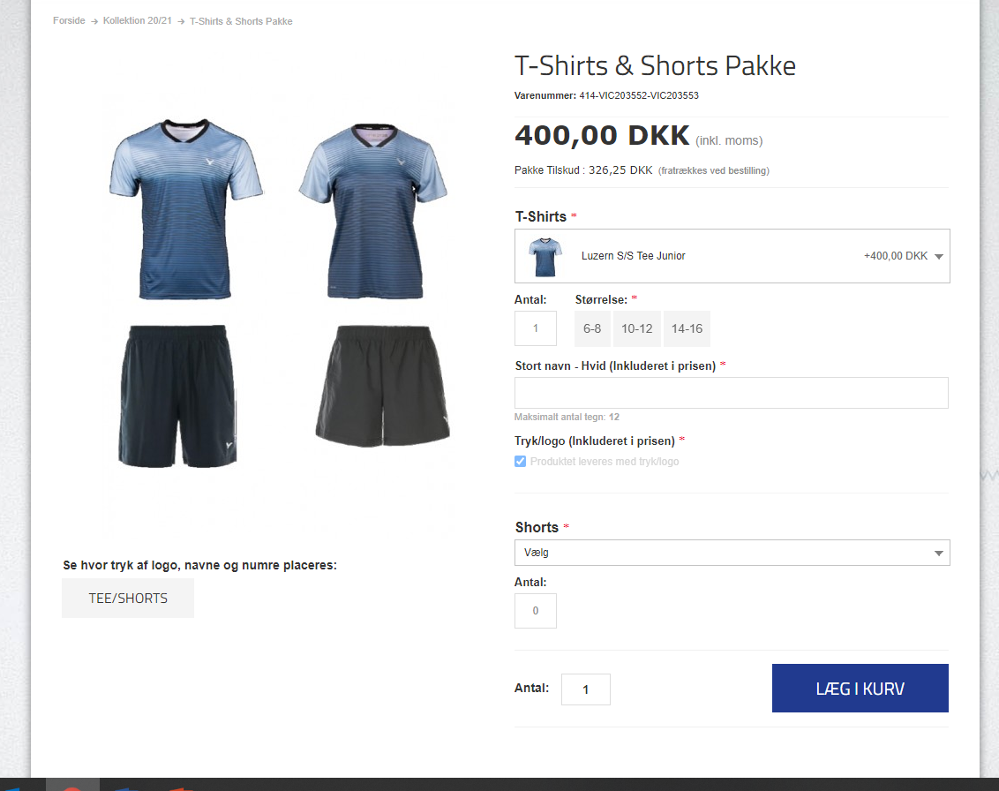 Forside → Kollektion 20/21 → T-Shirts & Shorts Pakke
T-Shirts & Shorts Pakke
Varenummer: 414-VIC203552-VIC203553
400,00 DKK (inkl. moms)
Pakke Tilskud : 326,25 DKK (fratrækkes ved bestilling)
T-Shirts *
Luzern S/S Tee Junior +400,00 DKK
Antal: Størrelse: *
1 6-8 10-12 14-16
Stort navn - Hvid (Inkluderet i prisen) *
Maksimalt antal tegn: 12
Tryk/logo (Inkluderet i prisen) *
Produktet leveres med tryk/logo
Shorts *
Vælg
Antal:
0
Antal: 1
LÆG I KURV
Se hvor tryk af logo, navne og numre placeres:
TEE/SHORTS